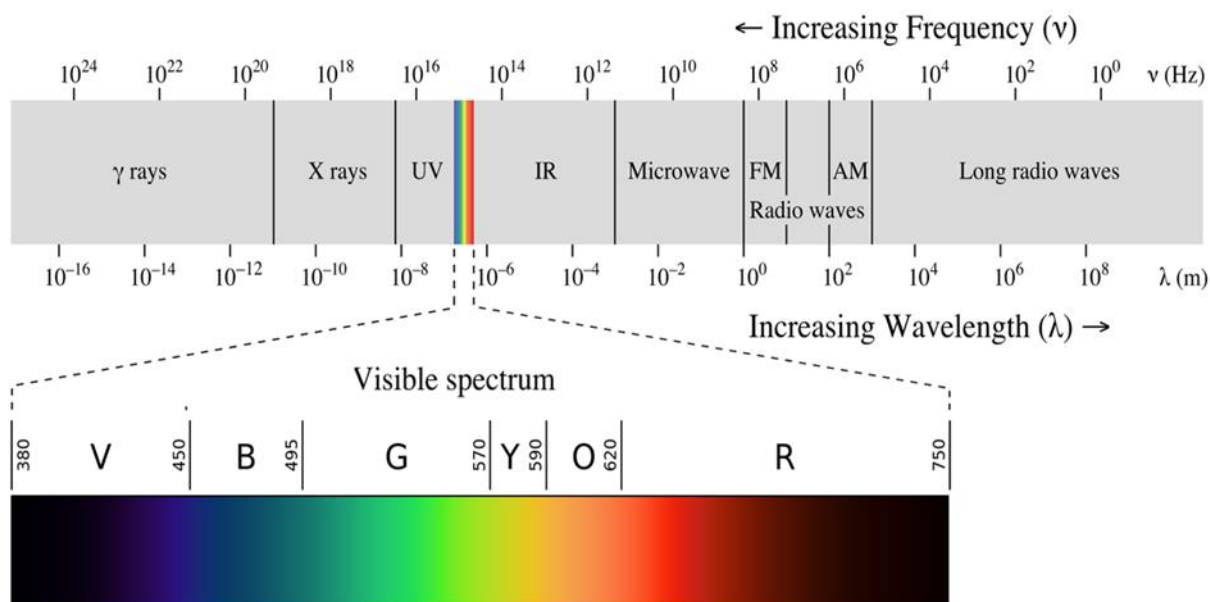 ← Increasing Frequency (ν)
10²⁴ 10²² 10²⁰ 10¹⁸ 10¹⁶ 10¹⁴ 10¹² 10¹⁰ 10⁸ 10⁶ 10⁴ 10² 10⁰ ν (Hz)
γ rays X rays UV IR Microwave FM AM Long radio waves
Radio waves
10⁻¹⁶ 10⁻¹⁴ 10⁻¹² 10⁻¹⁰ 10⁻⁸ 10⁻⁶ 10⁻⁴ 10⁻² 10⁰ 10² 10⁴ 10⁶ 10⁸ λ (m)
Increasing Wavelength (λ) →
Visible spectrum
380 V 450 B 495 G 570 Y 590 O 620 R 750